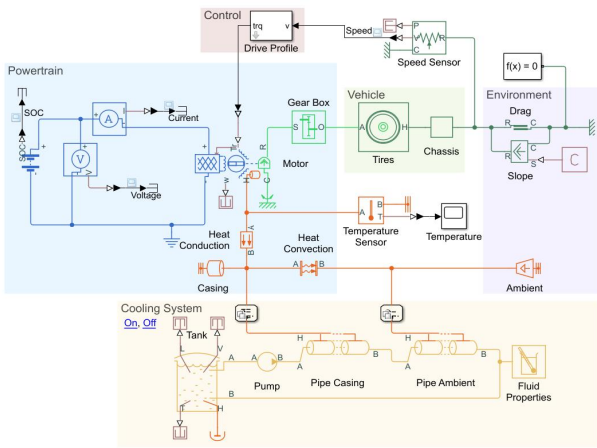 Control
trq
v
Drive Profile
Speed
P
V
R
C
Speed Sensor
f(x) = 0
Powertrain
SOC
SOC
+
A
Current
V
Voltage
Gear Box
S
O
Motor
R
C
H
w
Vehicle
A
H
Tires
Chassis
Environment
Drag
R
C
R
C
S
Slope
C
Heat
Conduction
A
B
Heat
Convection
A
B
Casing
A
B
T
Temperature
Sensor
Temperature
Ambient
Cooling System
On, Off
Tank
L
V
T
H
A
A
B
B
Pump
H
A
B
Pipe Casing
H
A
B
Pipe Ambient
Fluid
Properties